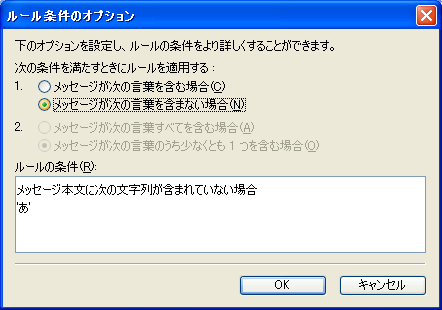 ルール条件のオプション
下のオプションを設定し、ルールの条件をより詳しくすることができます。
次の条件を満たすときにルールを適用する :
1. メッセージが次の言葉を含む場合(C)
メッセージが次の言葉を含まない場合(N)
2. メッセージが次の言葉すべてを含む場合(A)
メッセージが次の言葉のうち少なくとも 1 つを含む場合(O)
ルールの条件(R):
メッセージ本文に次の文字列が含まれていない場合
'あ'
OK キャンセル